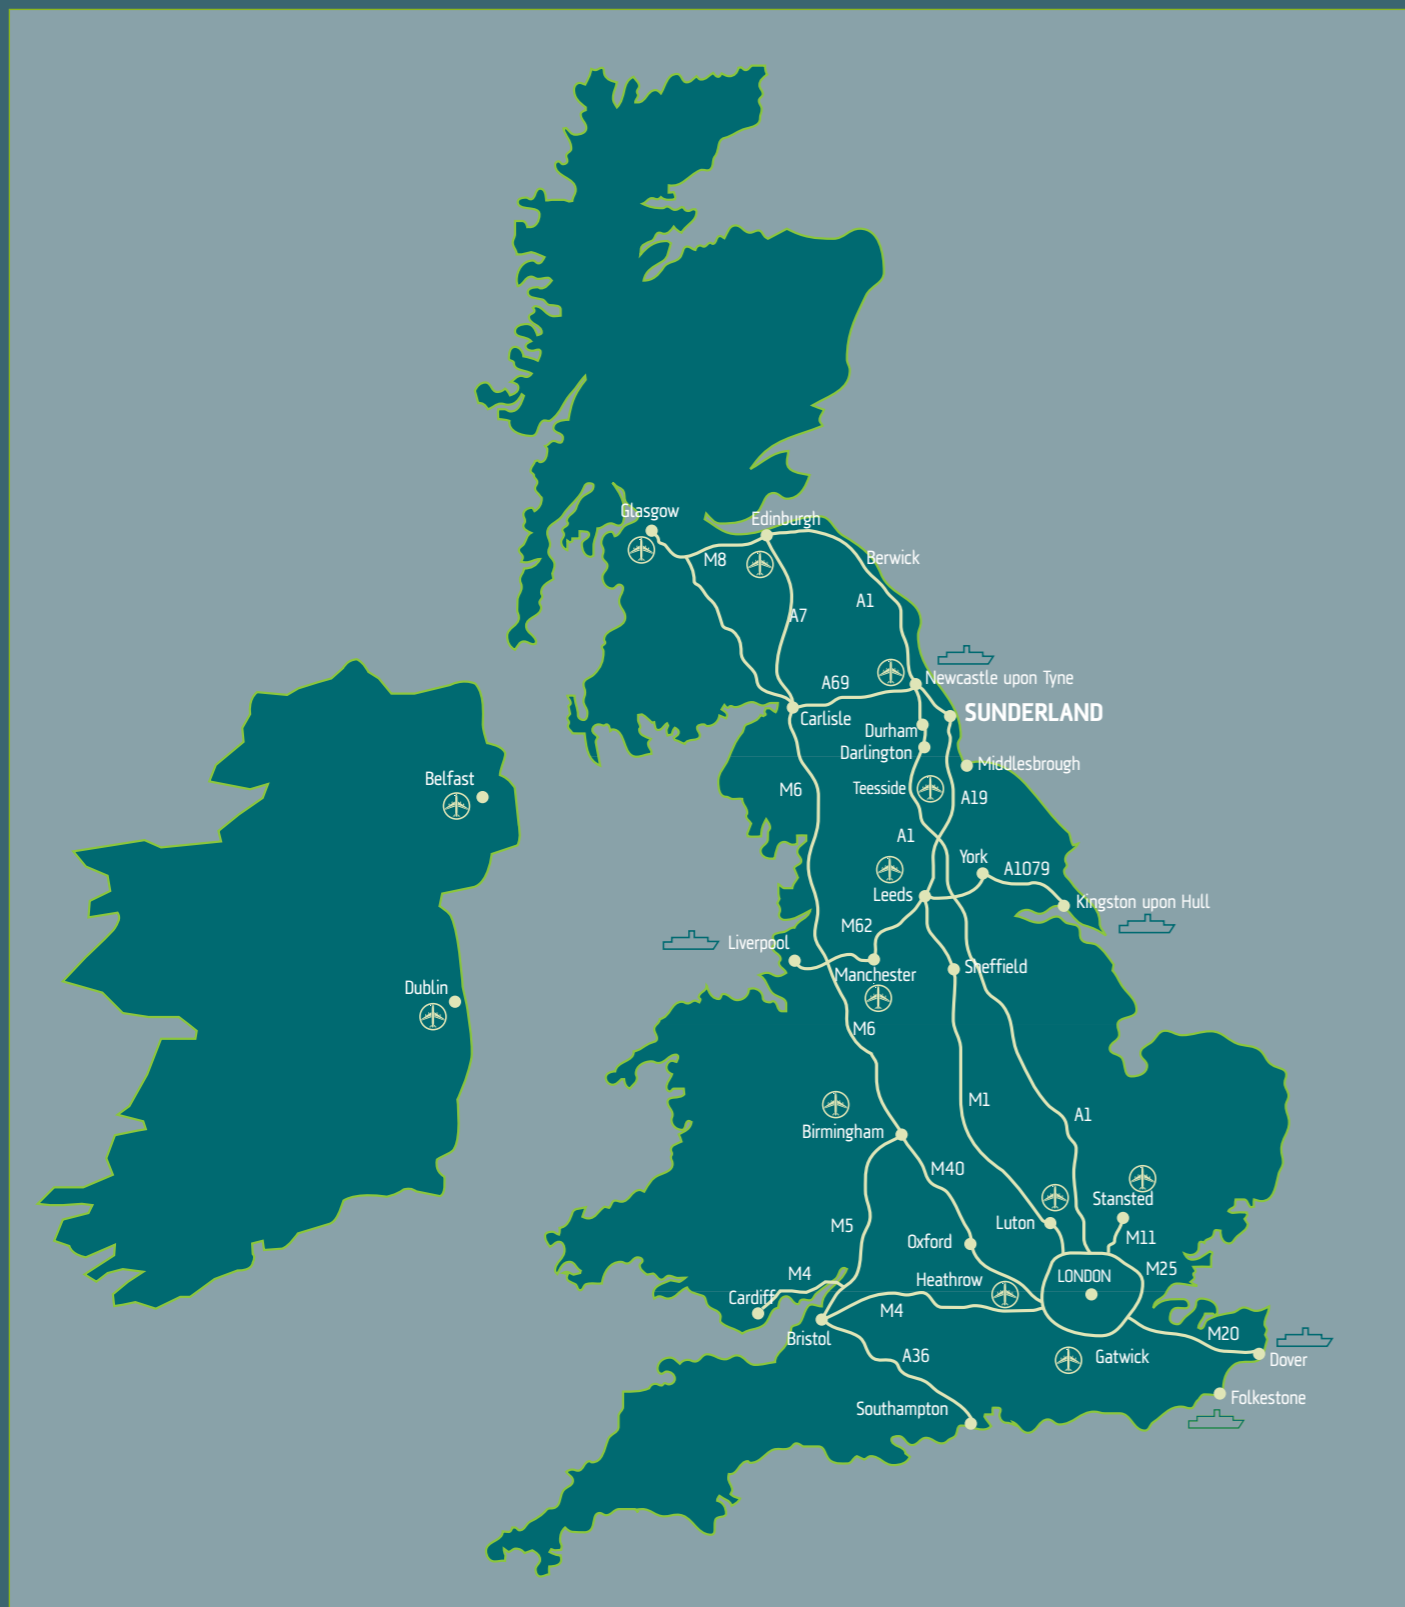 Glasgow
Edinburgh
M8
Berwick
A7
A1
Newcastle upon Tyne
A69
SUNDERLAND
Carlisle
Durham
Darlington
Middlesbrough
Belfast
M6
Teesside
A19
A1
York
A1079
Leeds
Kingston upon Hull
M62
Liverpool
Manchester
Sheffield
Dublin
M6
M1
A1
Birmingham
M40
Stansted
M5
Luton
M11
Oxford
M25
M4
Heathrow
LONDON
Cardiff
M4
Bristol
M20
A36
Gatwick
Dover
Folkestone
Southampton